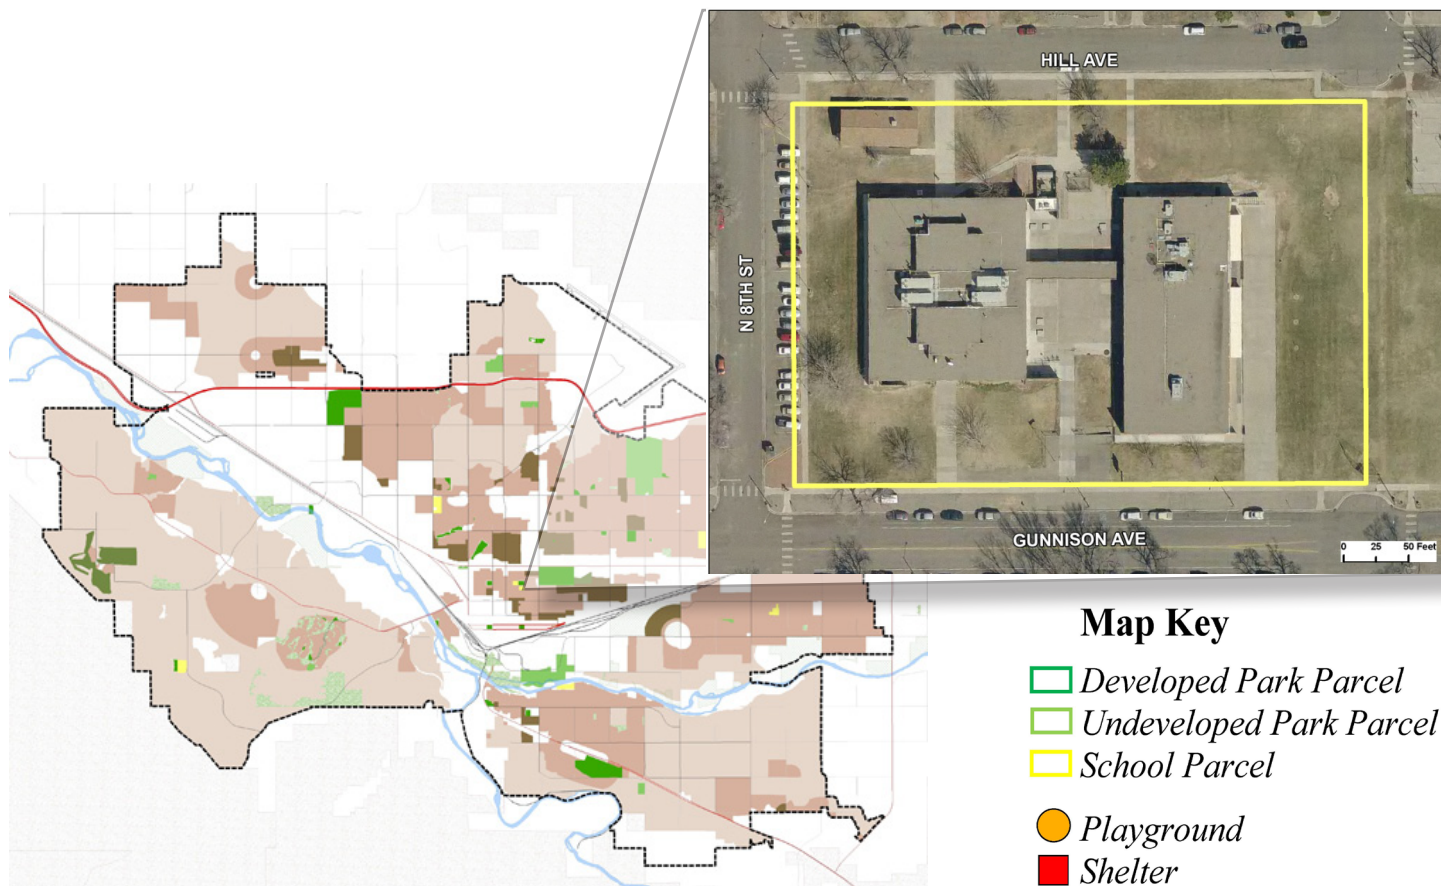 HILL AVE
N 8TH ST
GUNNISON AVE
0 25 50 Feet
Map Key
Developed Park Parcel
Undeveloped Park Parcel
School Parcel
Playground
Shelter